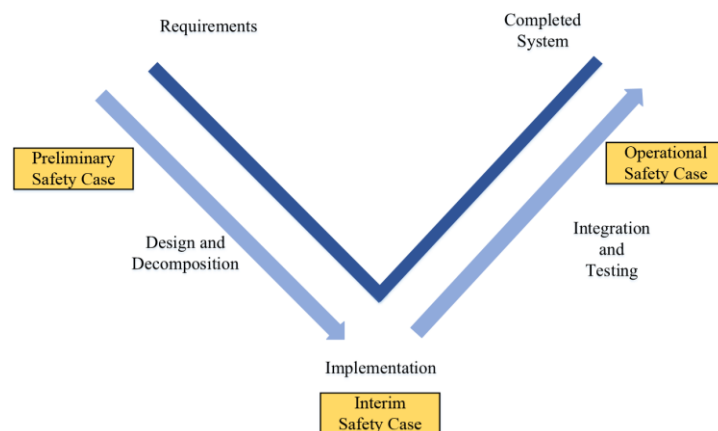 Requirements
Completed
System
Preliminary
Safety Case
Operational
Safety Case
Design and
Decomposition
Integration
and
Testing
Implementation
Interim
Safety Case